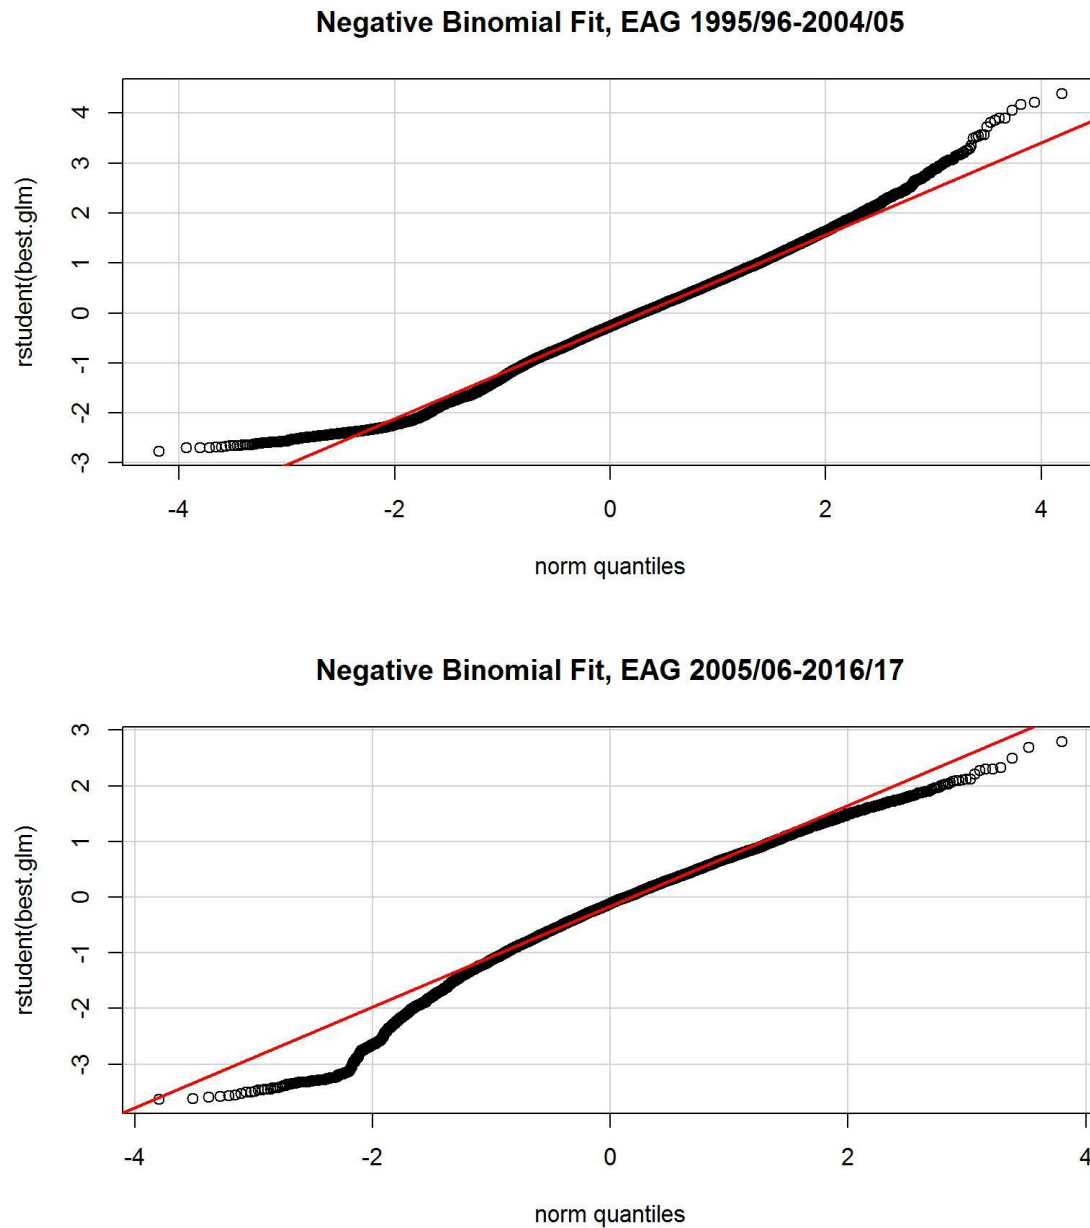 Negative Binomial Fit, EAG 1995/96-2004/05
rstudent(best.glm)
4
3
2
1
0
-1
-2
-3
-4 -2 0 2 4
norm quantiles
Negative Binomial Fit, EAG 2005/06-2016/17
rstudent(best.glm)
3
2
1
0
-1
-2
-3
-4 -2 0 2 4
norm quantiles